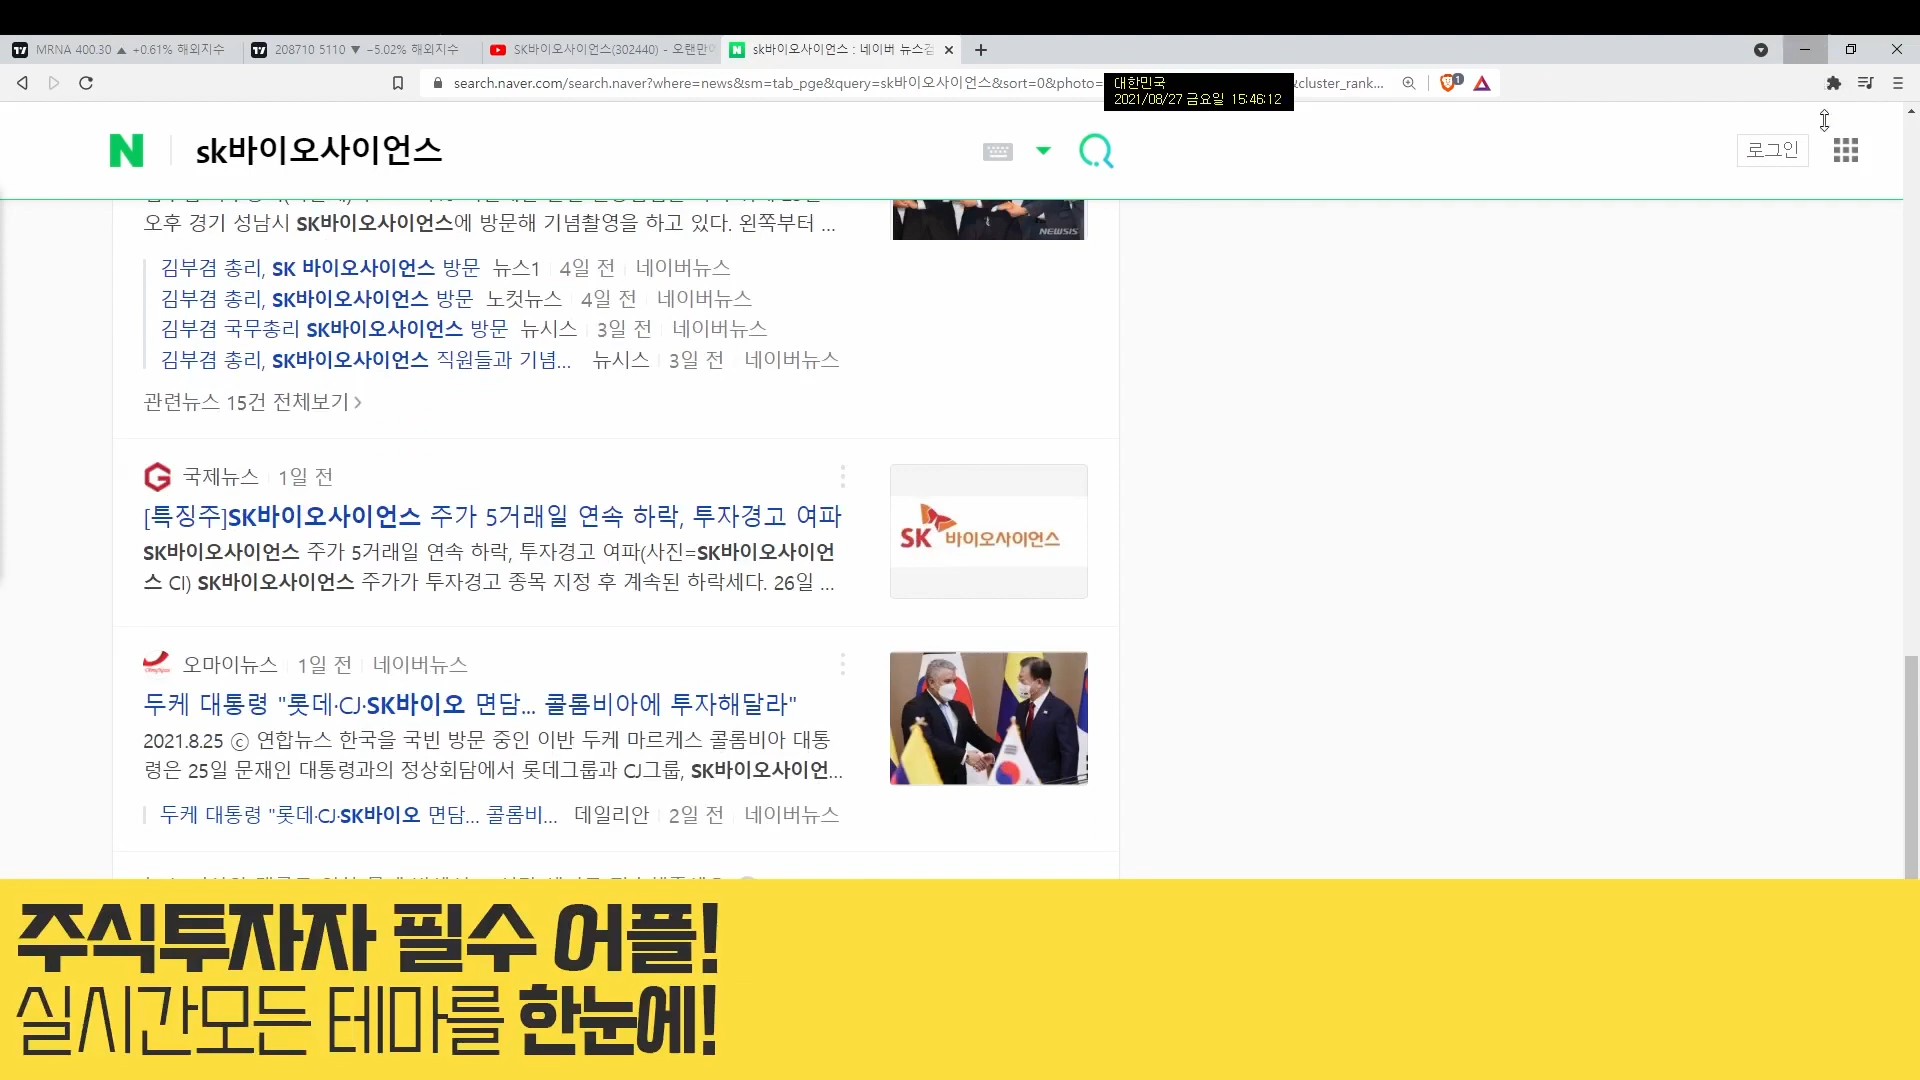 MRNA 400.30 ▲ +0.61% 해외지수
208710 5110 ▼ −5.02% 해외지수
SK바이오사이언스(302440) - 오랜만
sk바이오사이언스 : 네이버 뉴스검
search.naver.com/search.naver?where=news&sm=tab_pge&query=sk바이오사이언스&sort=0&photo=
&cluster_rank...
1
대한민국
2021/08/27 금요일 15:46:12
N
sk바이오사이언스
로그인
오후 경기 성남시 SK바이오사이언스에 방문해 기념촬영을 하고 있다. 왼쪽부터 ...
NEWSIS
김부겸 총리, SK 바이오사이언스 방문 뉴스1 4일 전 네이버뉴스
김부겸 총리, SK바이오사이언스 방문 노컷뉴스 4일 전 네이버뉴스
김부겸 국무총리 SK바이오사이언스 방문 뉴시스 3일 전 네이버뉴스
김부겸 총리, SK바이오사이언스 직원들과 기념... 뉴시스 3일 전 네이버뉴스
관련뉴스 15건 전체보기
국제뉴스 1일 전
[특징주]SK바이오사이언스 주가 5거래일 연속 하락, 투자경고 여파
SK바이오사이언스 주가 5거래일 연속 하락, 투자경고 여파(사진=SK바이오사이언
스 CI) SK바이오사이언스 주가가 투자경고 종목 지정 후 계속된 하락세다. 26일 ...
SK 바이오사이언스
오마이뉴스 1일 전 네이버뉴스
두케 대통령 "롯데·CJ·SK바이오 면담... 콜롬비아에 투자해달라"
2021.8.25 ⓒ 연합뉴스 한국을 국빈 방문 중인 이반 두케 마르케스 콜롬비아 대통
령은 25일 문재인 대통령과의 정상회담에서 롯데그룹과 CJ그룹, SK바이오사이언...
두케 대통령 "롯데·CJ·SK바이오 면담... 콜롬비... 데일리안 2일 전 네이버뉴스
주식투자자 필수 어플!
실시간모든 테마를 한눈에!